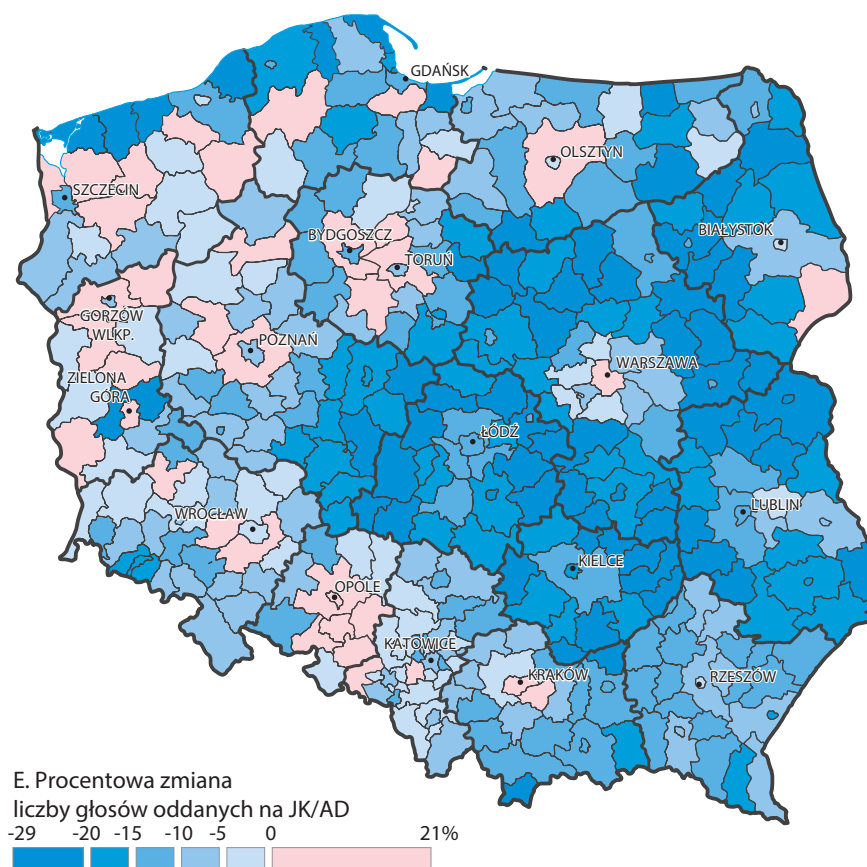 GDAŃSK
OLSZTYN
SZCZECIN
BIAŁYSTOK
BYDGOSZCZ
TORUŃ
GORZÓW
WLKP.
POZNAŃ
WARSZAWA
ZIELONA
GÓRA
ŁÓDŹ
WROCŁAW
LUBLIN
KIELCE
OPOLE
KATOWICE
KRAKÓW
RZESZÓW
E. Procentowa zmiana
liczby głosów oddanych na JK/AD
-29 -20 -15 -10 -5 0 21%